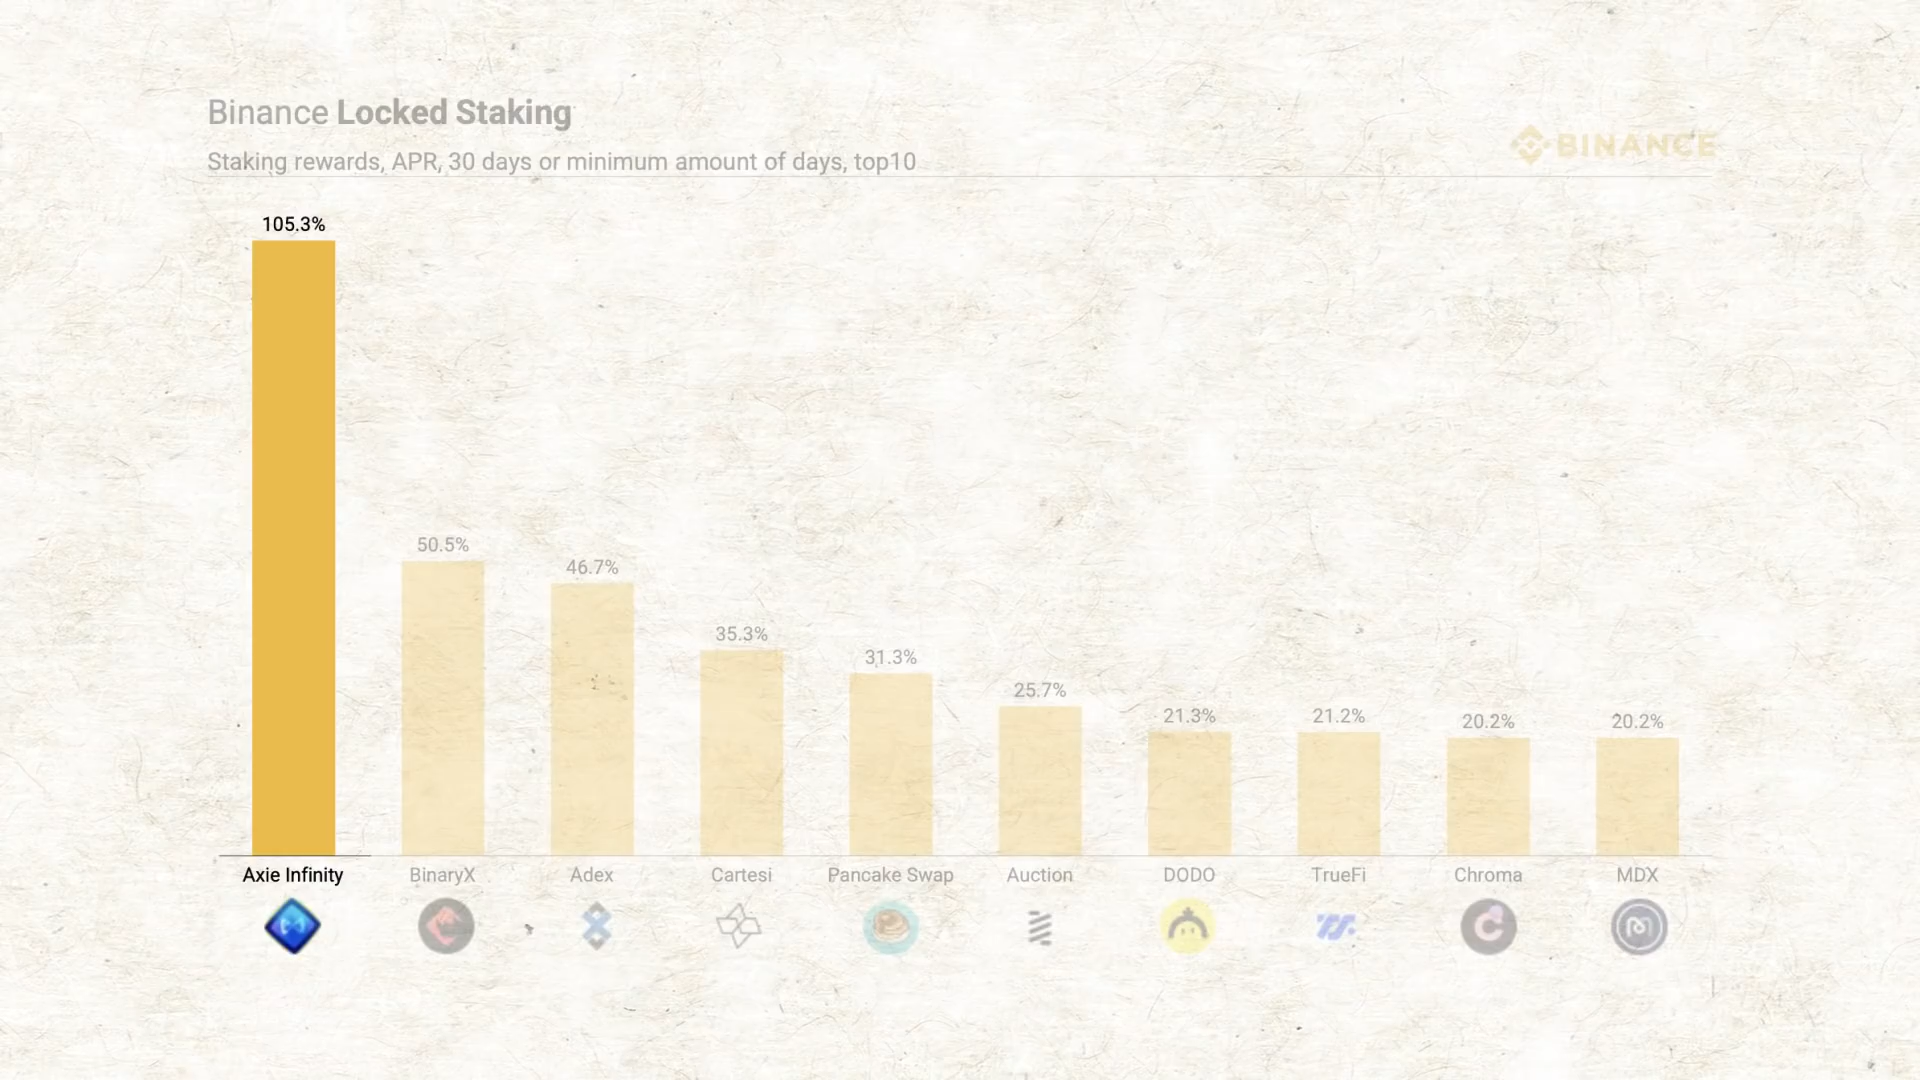 Binance Locked Staking
Staking rewards, APR, 30 days or minimum amount of days, top10
BINANCE
105.3%
50.5%
46.7%
35.3%
31.3%
25.7%
21.3%
21.2%
20.2%
20.2%
Axie Infinity
BinaryX
Adex
Cartesi
Pancake Swap
Auction
DODO
TrueFi
Chroma
MDX